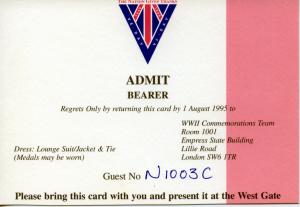 THE NATION GIVES THANKS
ADMIT
BEARER
Regrets Only by returning this card by 1 August 1995 to
WWII Commemorations Team
Room 1001
Empress State Building
Dress: Lounge Suit/Jacket & Tie
Lillie Road
(Medals may be worn)
London SW6 1TR
Guest No N1003C
Please bring this card with you and present it at the West Gate